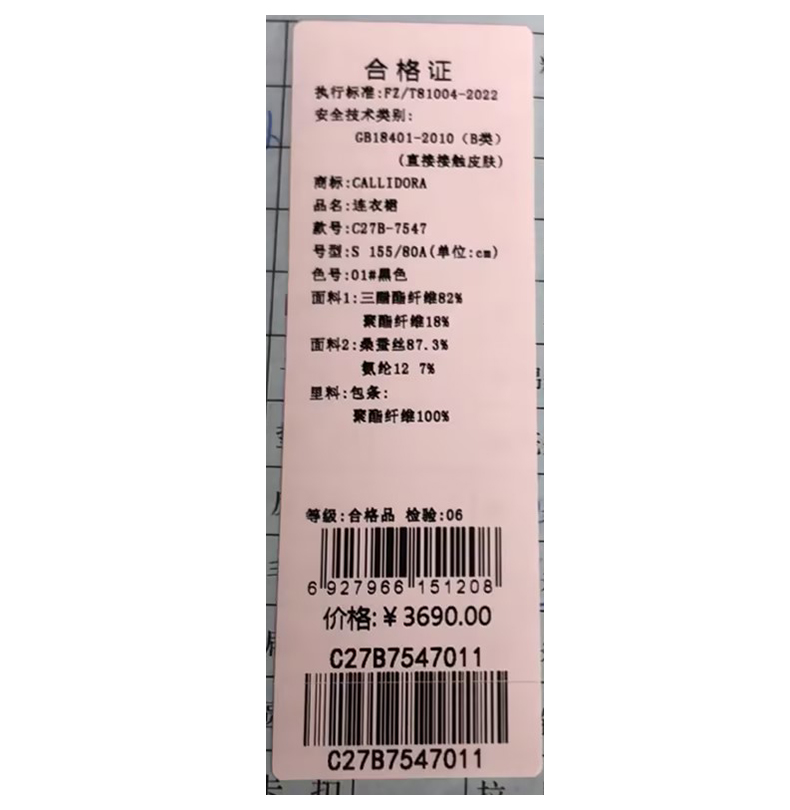 合格证
执行标准:FZ/T81004-2022
安全技术类别:
GB18401-2010（B类）
(直接接触皮肤)
商标:CALLIDORA
品名:连衣裙
款号:C27B-7547
号型:S 155/80A(单位:cm)
色号:01#黑色
面料1:三醋酯纤维82%
聚酯纤维18%
面料2:桑蚕丝87.3%
氨纶12 7%
里料:包条:
聚酯纤维100%
等级:合格品 检验:06
6 927966 151208
价格:¥3690.00
C27B7547011
C27B7547011